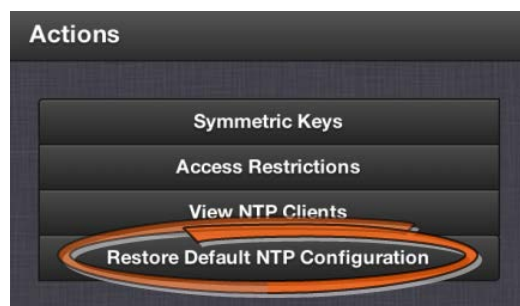 Actions
Symmetric Keys
Access Restrictions
View NTP Clients
Restore Default NTP Configuration